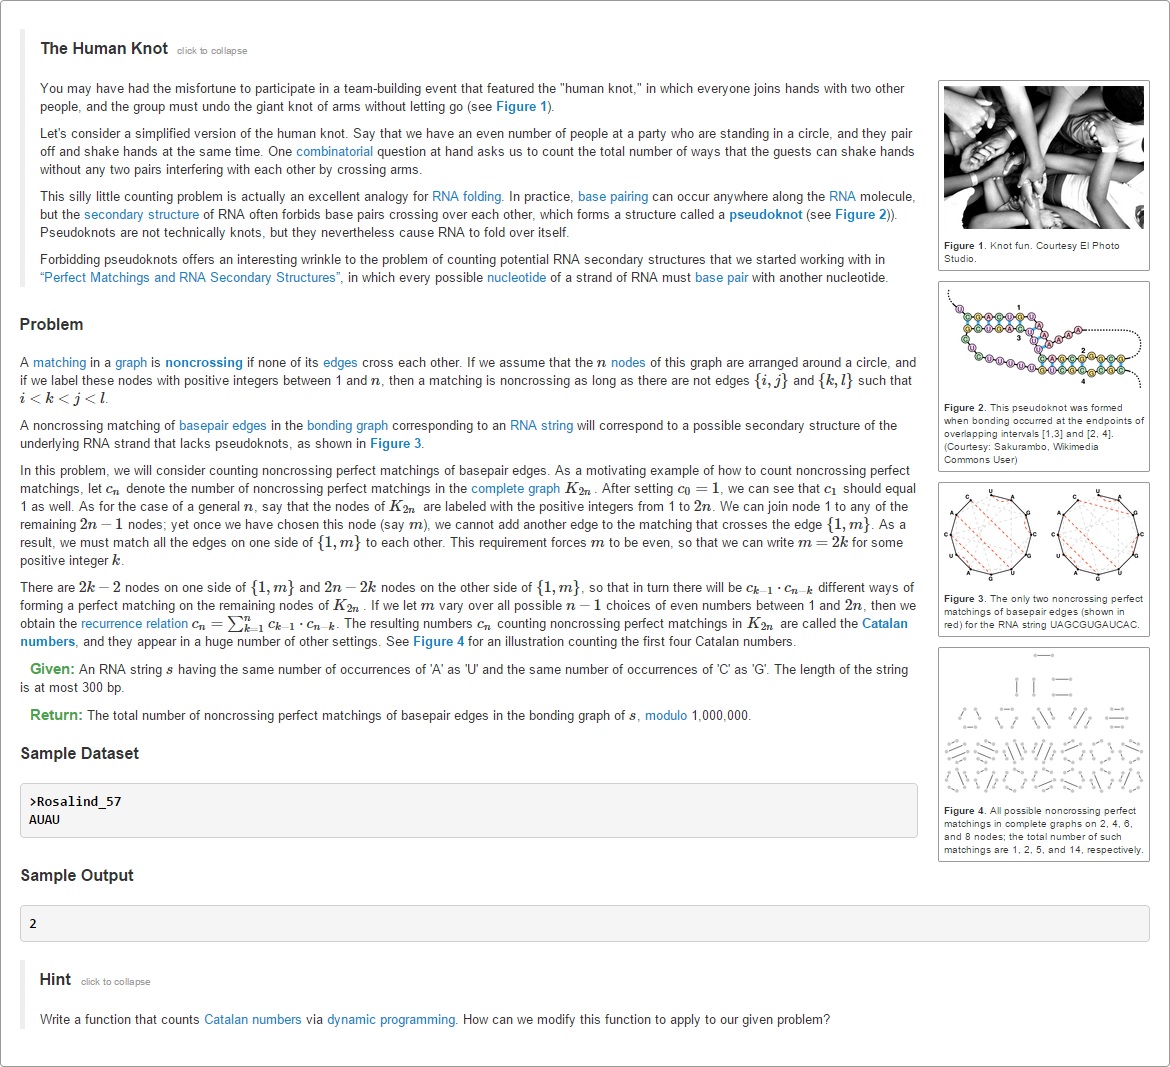 The Human Knot click to collapse
You may have had the misfortune to participate in a team-building event that featured the "human knot," in which everyone joins hands with two other
people, and the group must undo the giant knot of arms without letting go (see Figure 1).
Let's consider a simplified version of the human knot. Say that we have an even number of people at a party who are standing in a circle, and they pair
off and shake hands at the same time. One combinatorial question at hand asks us to count the total number of ways that the guests can shake hands
without any two pairs interfering with each other by crossing arms.
This silly little counting problem is actually an excellent analogy for RNA folding. In practice, base pairing can occur anywhere along the RNA molecule,
but the secondary structure of RNA often forbids base pairs crossing over each other, which forms a structure called a pseudoknot (see Figure 2)).
Pseudoknots are not technically knots, but they nevertheless cause RNA to fold over itself.
Forbidding pseudoknots offers an interesting wrinkle to the problem of counting potential RNA secondary structures that we started working with in
“Perfect Matchings and RNA Secondary Structures”, in which every possible nucleotide of a strand of RNA must base pair with another nucleotide.
Problem
A matching in a graph is noncrossing if none of its edges cross each other. If we assume that the n nodes of this graph are arranged around a circle, and
if we label these nodes with positive integers between 1 and n, then a matching is noncrossing as long as there are not edges {i, j} and {k, l} such that
i < k < j < l.
A noncrossing matching of basepair edges in the bonding graph corresponding to an RNA string will correspond to a possible secondary structure of the
underlying RNA strand that lacks pseudoknots, as shown in Figure 3.
In this problem, we will consider counting noncrossing perfect matchings of basepair edges. As a motivating example of how to count noncrossing perfect
matchings, let cₙ denote the number of noncrossing perfect matchings in the complete graph K₂ₙ. After setting c₀ = 1, we can see that c₁ should equal
1 as well. As for the case of a general n, say that the nodes of K₂ₙ are labeled with the positive integers from 1 to 2n. We can join node 1 to any of the
remaining 2n − 1 nodes; yet once we have chosen this node (say m), we cannot add another edge to the matching that crosses the edge {1, m}. As a
result, we must match all the edges on one side of {1, m} to each other. This requirement forces m to be even, so that we can write m = 2k for some
positive integer k.
There are 2k − 2 nodes on one side of {1, m} and 2n − 2k nodes on the other side of {1, m}, so that in turn there will be cₖ₋₁ · cₙ₋ₖ different ways of
forming a perfect matching on the remaining nodes of K₂ₙ. If we let m vary over all possible n − 1 choices of even numbers between 1 and 2n, then we
obtain the recurrence relation cₙ = ∑ⁿₖ₌₁ cₖ₋₁ · cₙ₋ₖ. The resulting numbers cₙ counting noncrossing perfect matchings in K₂ₙ are called the Catalan
numbers, and they appear in a huge number of other settings. See Figure 4 for an illustration counting the first four Catalan numbers.
Given: An RNA string s having the same number of occurrences of 'A' as 'U' and the same number of occurrences of 'C' as 'G'. The length of the string
is at most 300 bp.
Return: The total number of noncrossing perfect matchings of basepair edges in the bonding graph of s, modulo 1,000,000.
Sample Dataset
>Rosalind_57
AUAU
Sample Output
2
Hint click to collapse
Write a function that counts Catalan numbers via dynamic programming. How can we modify this function to apply to our given problem?
Figure 1. Knot fun. Courtesy El Photo
Studio.
Figure 2. This pseudoknot was formed
when bonding occurred at the endpoints of
overlapping intervals [1,3] and [2, 4].
(Courtesy: Sakurambo, Wikimedia
Commons User)
Figure 3. The only two noncrossing perfect
matchings of basepair edges (shown in
red) for the RNA string UAGCGUGAUCAC.
Figure 4. All possible noncrossing perfect
matchings in complete graphs on 2, 4, 6,
and 8 nodes; the total number of such
matchings are 1, 2, 5, and 14, respectively.